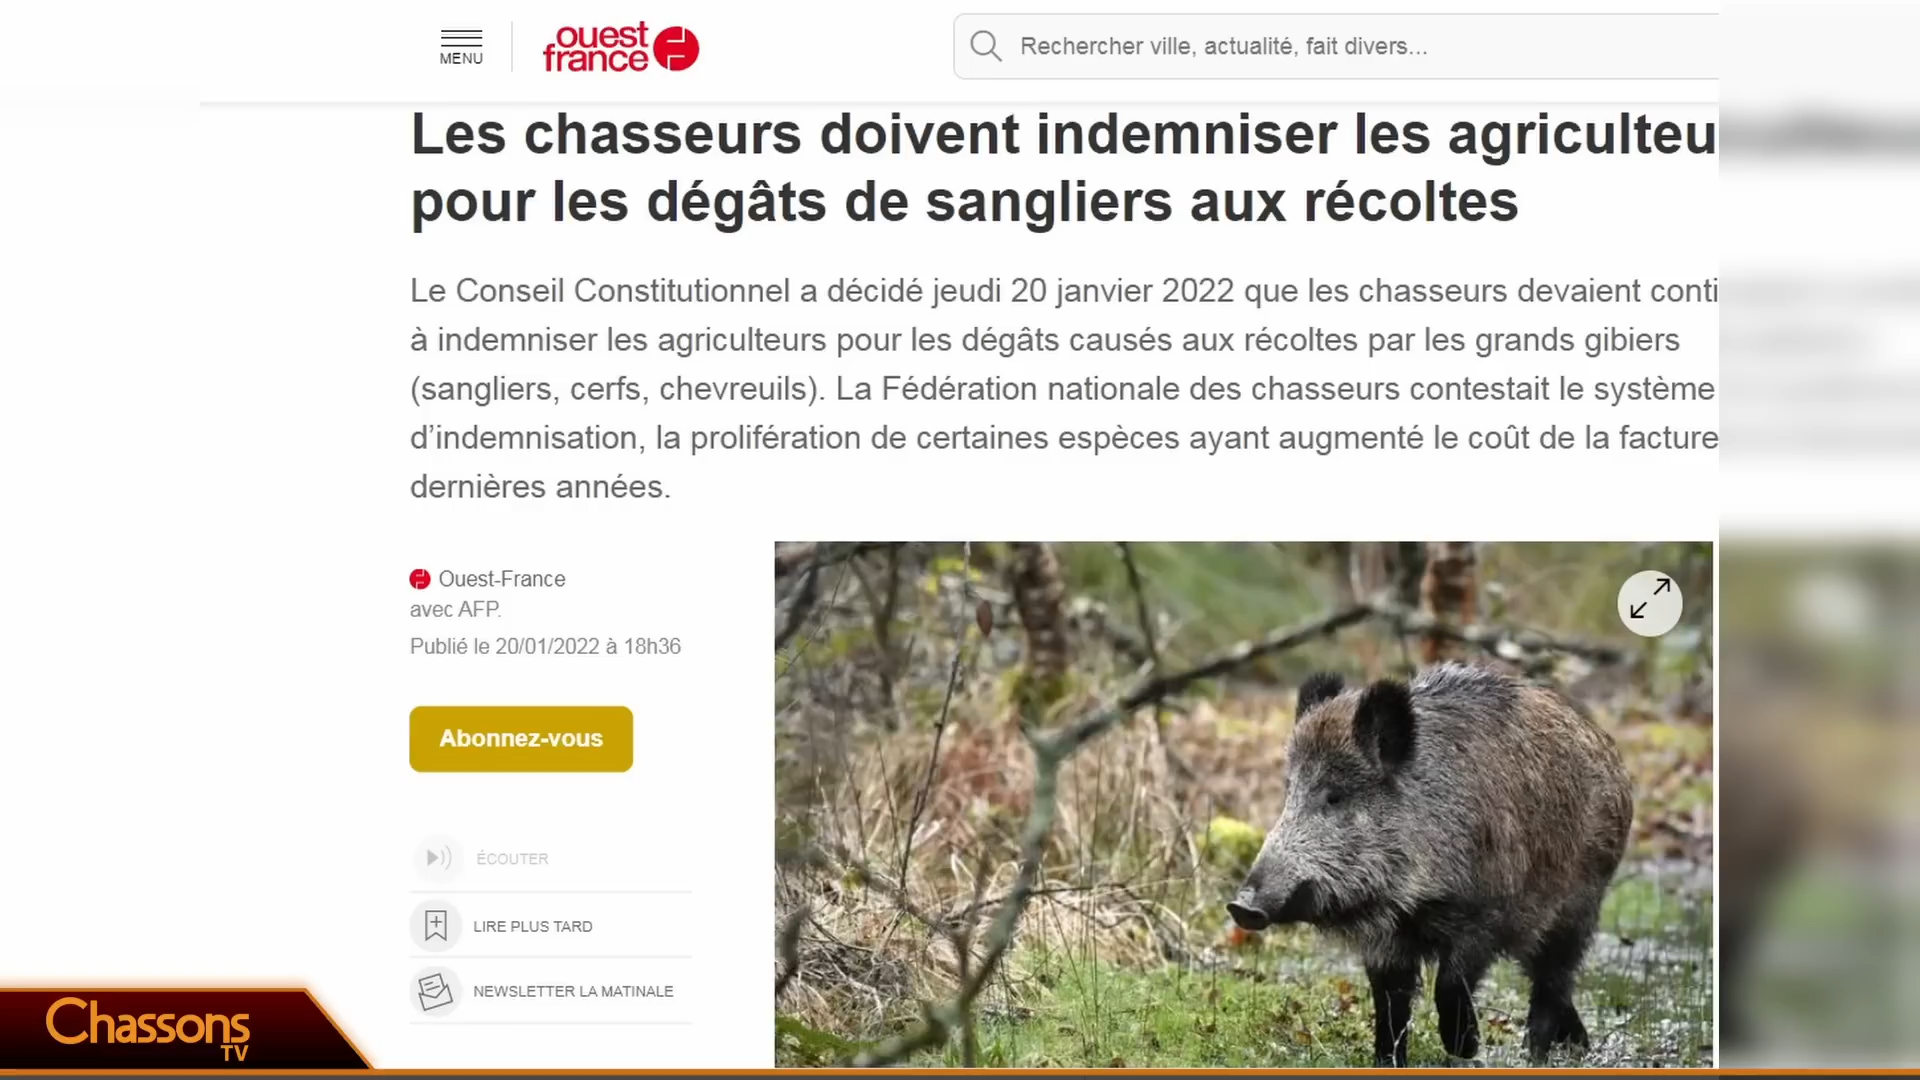 MENU
ouest
france
Rechercher ville, actualité, fait divers...
Les chasseurs doivent indemniser les agriculteu
pour les dégâts de sangliers aux récoltes
Le Conseil Constitutionnel a décidé jeudi 20 janvier 2022 que les chasseurs devaient conti
à indemniser les agriculteurs pour les dégâts causés aux récoltes par les grands gibiers
(sangliers, cerfs, chevreuils). La Fédération nationale des chasseurs contestait le système
d’indemnisation, la prolifération de certaines espèces ayant augmenté le coût de la facture
dernières années.
Ouest-France
avec AFP.
Publié le 20/01/2022 à 18h36
Abonnez-vous
ÉCOUTER
LIRE PLUS TARD
NEWSLETTER LA MATINALE
Chassons
TV